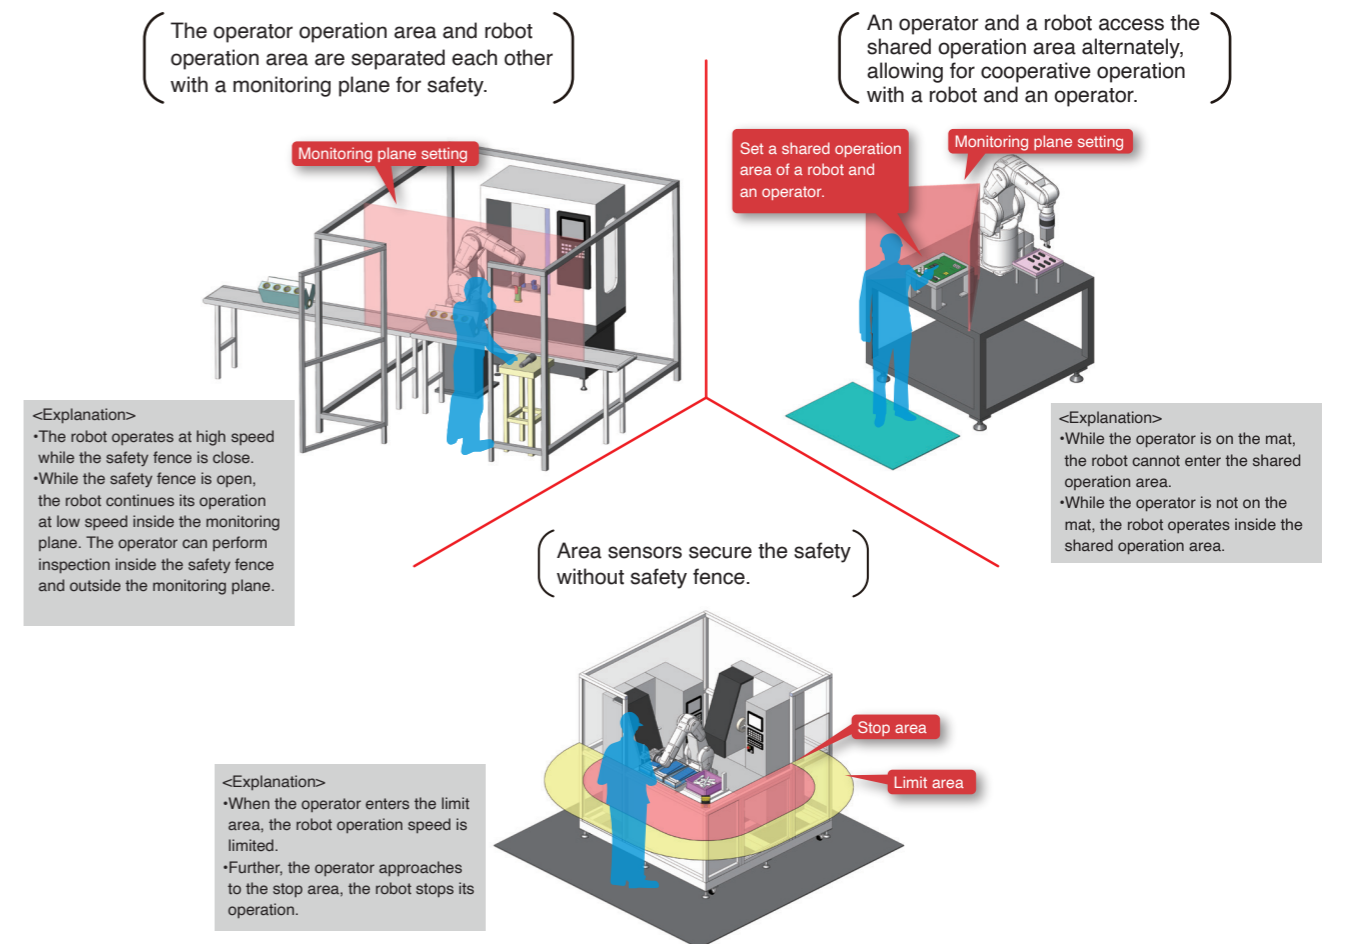 The operator operation area and robot
operation area are separated each other
with a monitoring plane for safety.
Monitoring plane setting
<Explanation>
•The robot operates at high speed
while the safety fence is close.
•While the safety fence is open,
the robot continues its operation
at low speed inside the monitoring
plane. The operator can perform
inspection inside the safety fence
and outside the monitoring plane.
An operator and a robot access the
shared operation area alternately,
allowing for cooperative operation
with a robot and an operator.
Set a shared operation
area of a robot and
an operator.
Monitoring plane setting
<Explanation>
•While the operator is on the mat,
the robot cannot enter the shared
operation area.
•While the operator is not on the
mat, the robot operates inside the
shared operation area.
Area sensors secure the safety
without safety fence.
Stop area
Limit area
<Explanation>
•When the operator enters the limit
area, the robot operation speed is
limited.
•Further, the operator approaches
to the stop area, the robot stops its
operation.